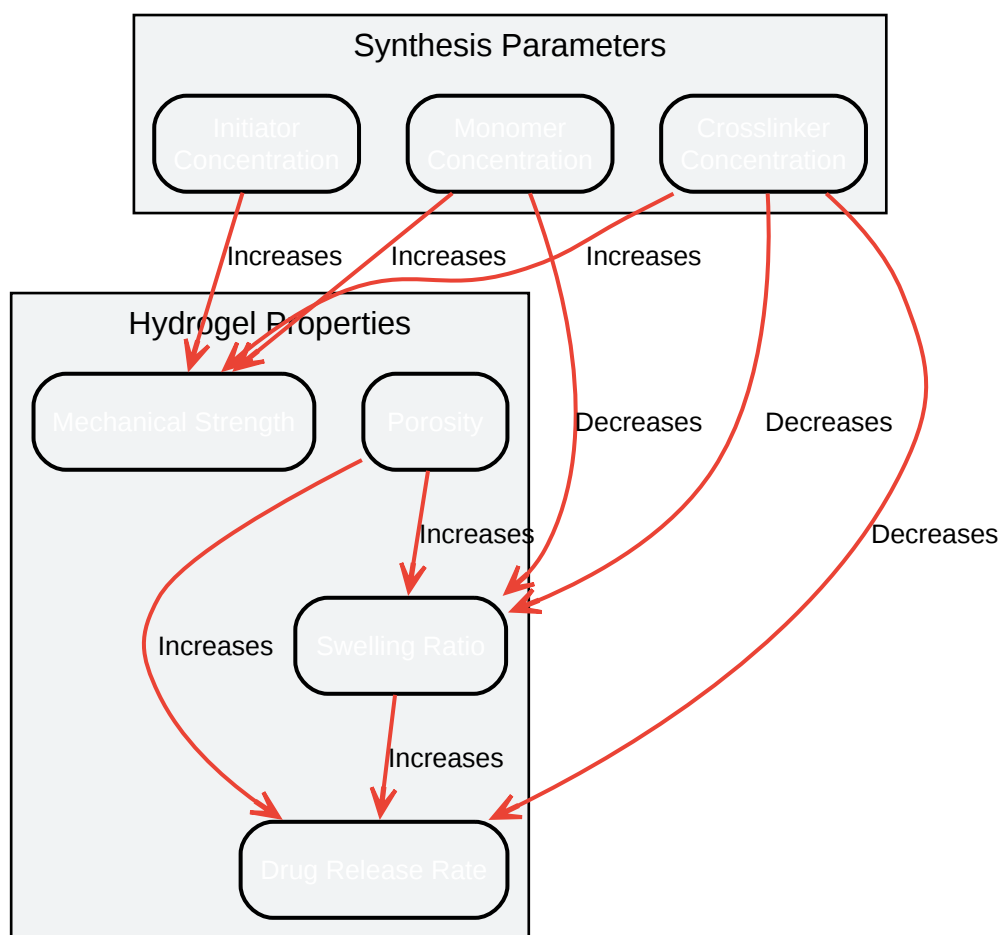 Synthesis Parameters
Initiator
Concentration
Monomer
Concentration
Crosslinker
Concentration
Increases
Increases
Increases
Hydrogel Properties
Mechanical Strength
Porosity
Decreases
Decreases
Increases
Decreases
Increases
Swelling Ratio
Increases
Drug Release Rate